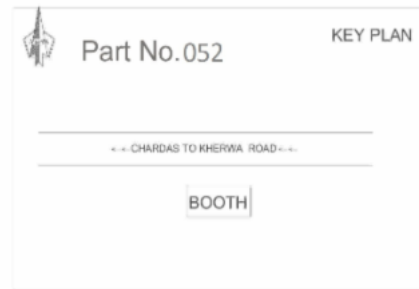 KEY PLAN
Part No. 052
<-<-CHARDAS TO KHERWA ROAD<-<-
BOOTH